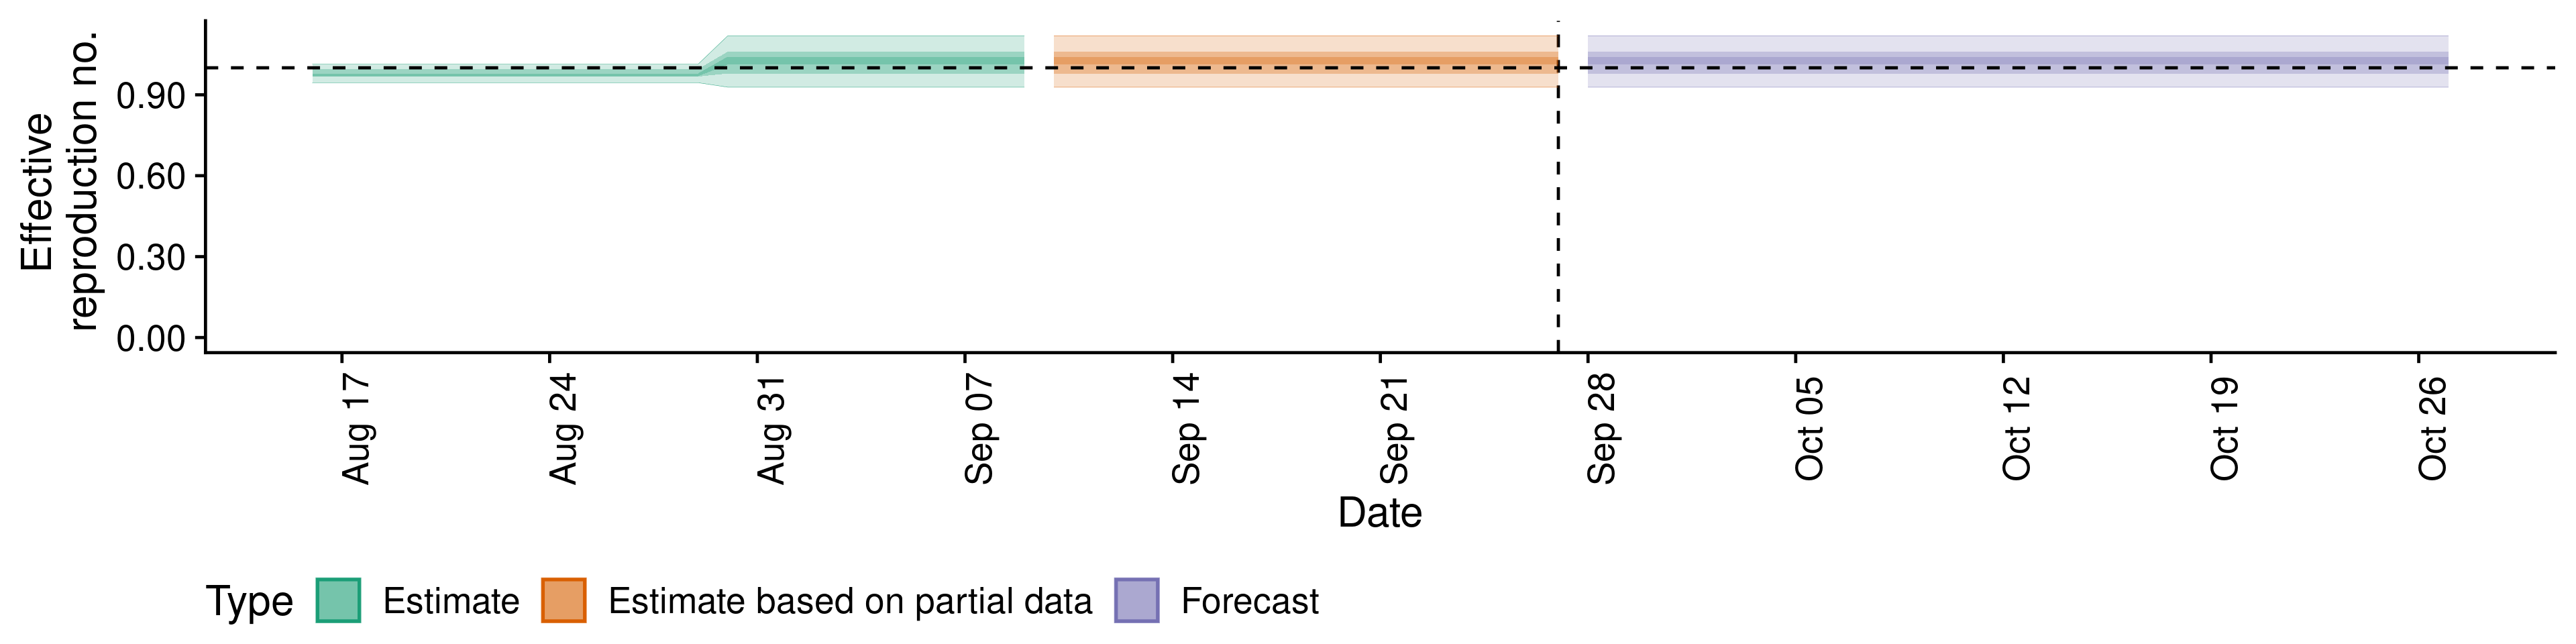 Effective
reproduction no.
0.90
0.60
0.30
0.00
Aug 17
Aug 24
Aug 31
Sep 07
Sep 14
Sep 21
Sep 28
Oct 05
Oct 12
Oct 19
Oct 26
Date
Type Estimate Estimate based on partial data Forecast